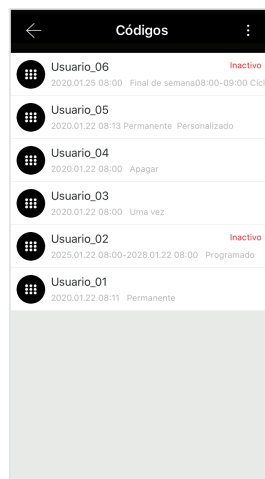 Códigos
Usuario_06 Inactivo
2020.01.25 08:00 Final de semana08:00-09:00 Cícl
Usuario_05
2020.01.22 08:13 Permanente Personalizado
Usuario_04
2020.01.22 08:00 Apagar
Usuario_03
2020.01.22 08:00 Uma vez
Usuario_02 Inactivo
2025.01.22 08:00-2028.01.22 08:00 Programado
Usuario_01
2020.01.22 08:11 Permanente